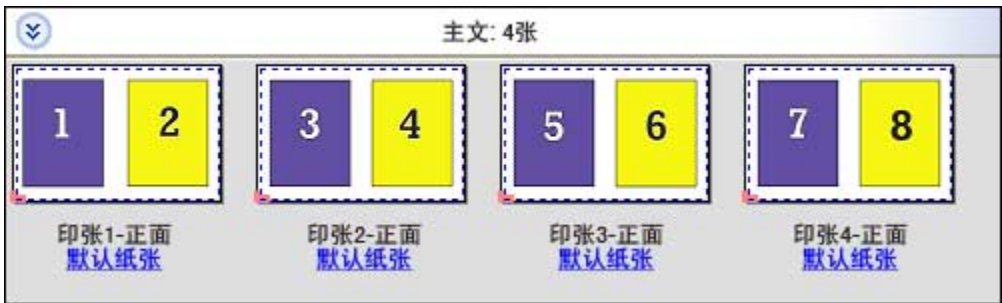 主文: 4张
1 2 3 4 5 6 7 8
印张1-正面 印张2-正面 印张3-正面 印张4-正面
默认纸张 默认纸张 默认纸张 默认纸张